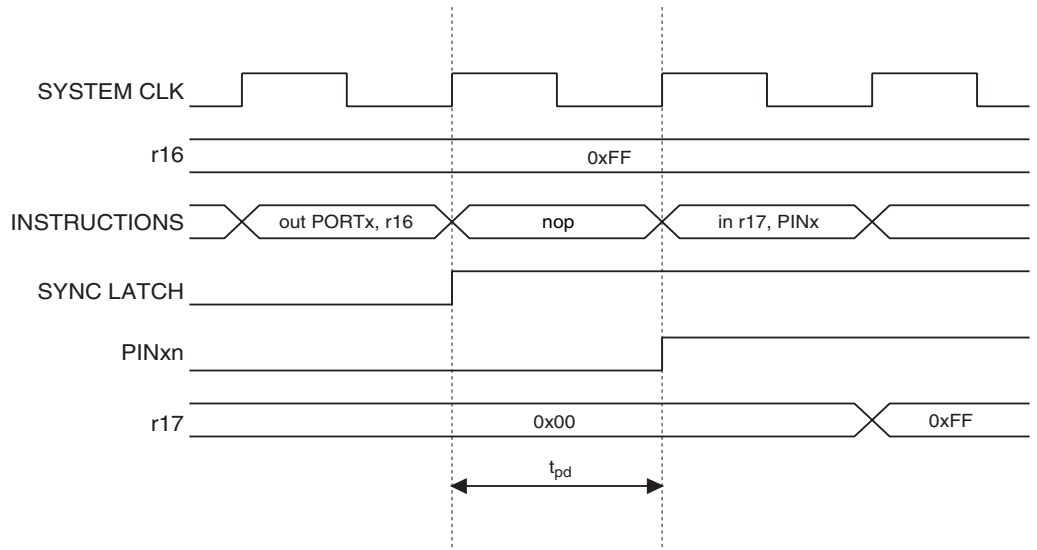 SYSTEM CLK
r16
0xFF
INSTRUCTIONS
out PORTx, r16
nop
in r17, PINx
SYNC LATCH
PINxn
r17
0x00
0xFF
tpd